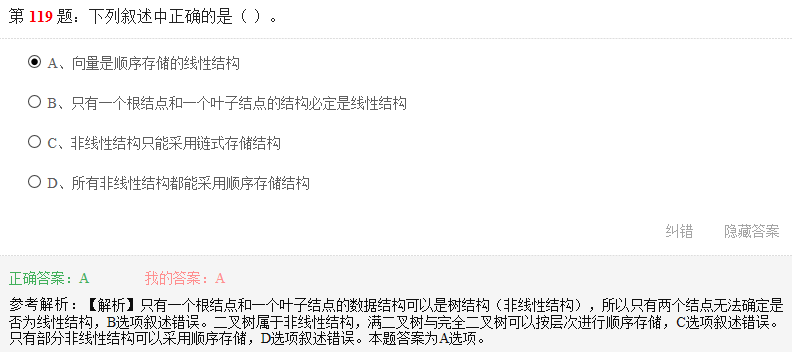 第 119 题：下列叙述中正确的是（ ）。
A、向量是顺序存储的线性结构
B、只有一个根结点和一个叶子结点的结构必定是线性结构
C、非线性结构只能采用链式存储结构
D、所有非线性结构都能采用顺序存储结构
纠错 隐藏答案
正确答案：A 我的答案：A
参考解析：【解析】只有一个根结点和一个叶子结点的数据结构可以是树结构（非线性结构），所以只有两个结点无法确定是
否为线性结构，B选项叙述错误。二叉树属于非线性结构，满二叉树与完全二叉树可以按层次进行顺序存储，C选项叙述错误。
只有部分非线性结构可以采用顺序存储，D选项叙述错误。本题答案为A选项。